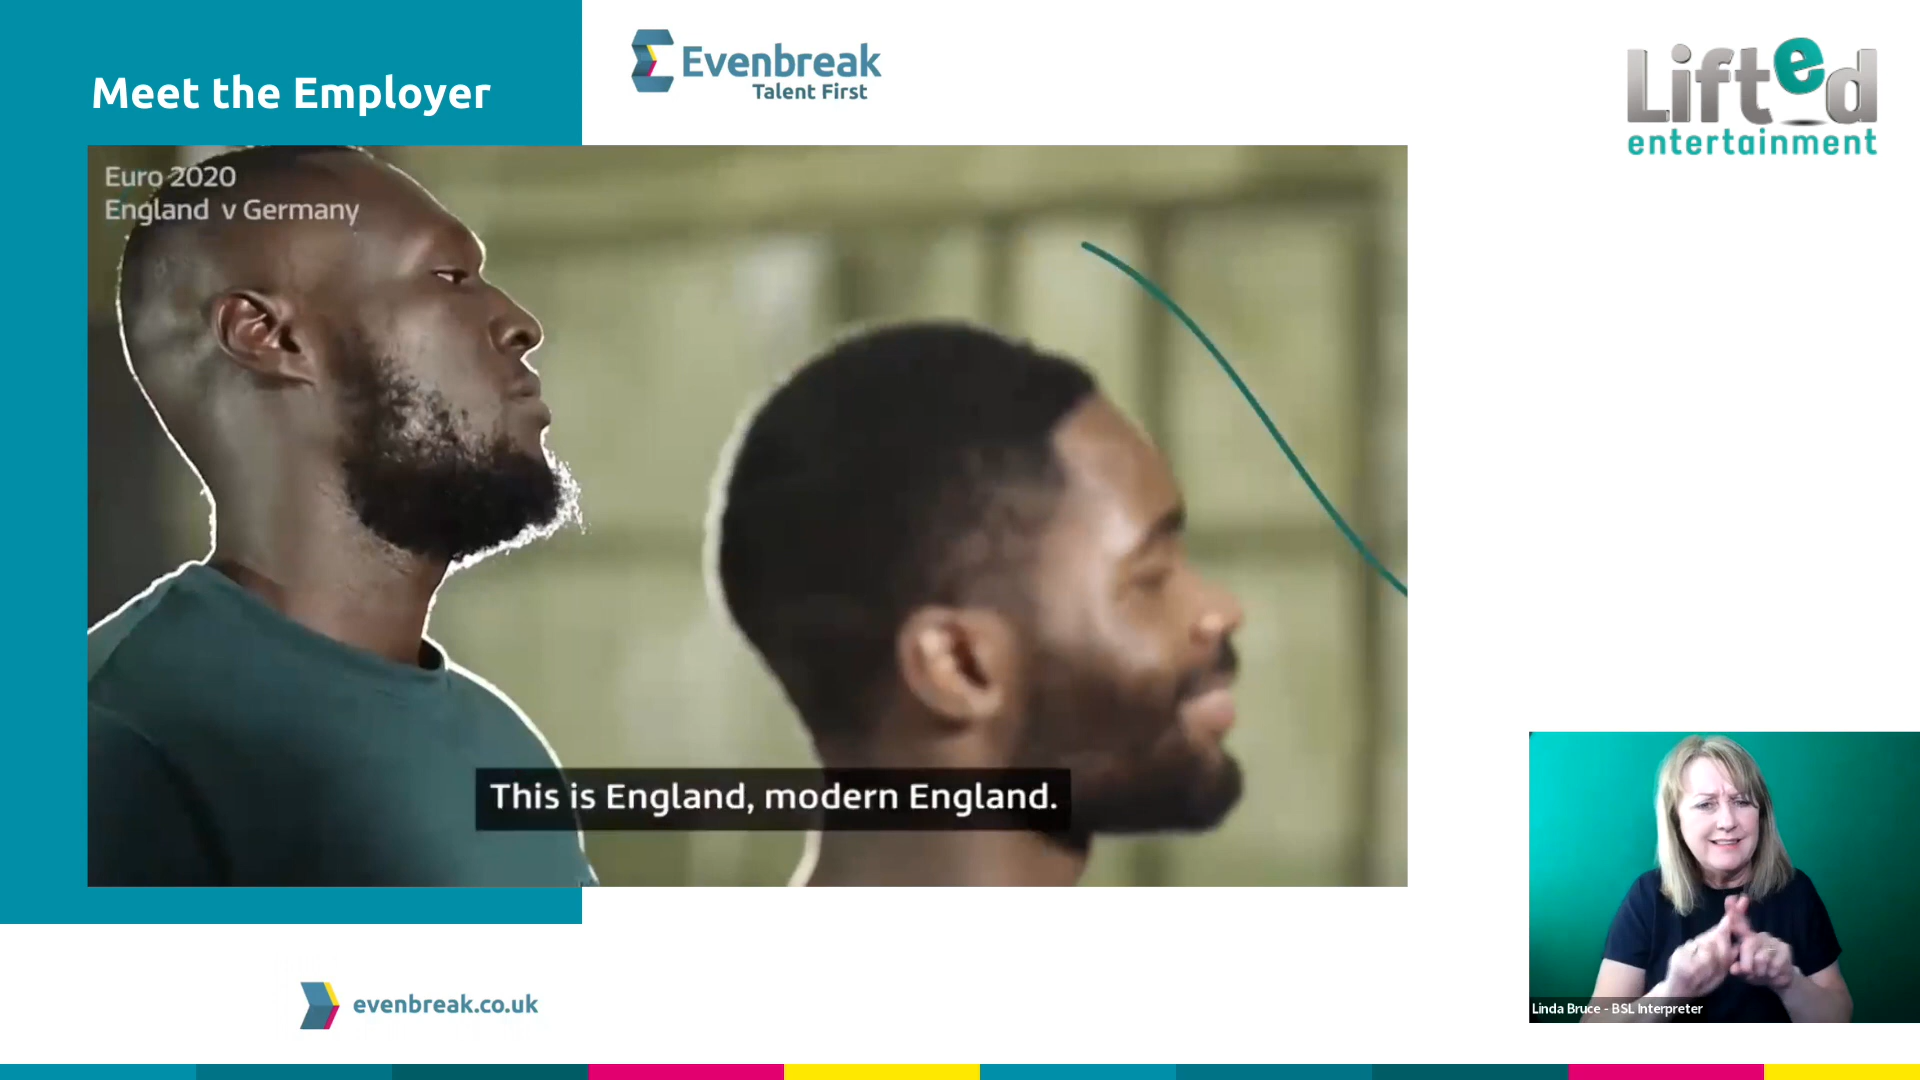 Meet the Employer
Evenbreak
Talent First
Lifted
entertainment
Euro 2020
England v Germany
This is England, modern England.
Linda Bruce - BSL Interpreter
evenbreak.co.uk